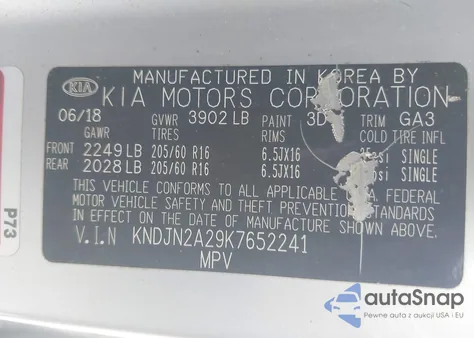 MANUFACTURED IN KOREA BY
KIA KIA MOTORS CORPORATION
06/18 GVWR 3902 LB PAINT 3D TRIM GA3
GAWR TIRES RIMS COLD TIRE INFL
FRONT 2249 LB 205/60 R16 6.5JX16 SINGLE
REAR 2028 LB 205/60 R16 6.5JX16 SINGLE
THIS VEHICLE CONFORMS TO ALL APPLICABLE FEDERAL
MOTOR VEHICLE SAFETY AND THEFT PREVENTION STANDARDS
IN EFFECT ON THE DATE OF MANUFACTURE SHOWN ABOVE
V.I.N KNDJN2A29K7652241
MPV
P73
autoSnap
Pewne auta z aukcji USA i EU